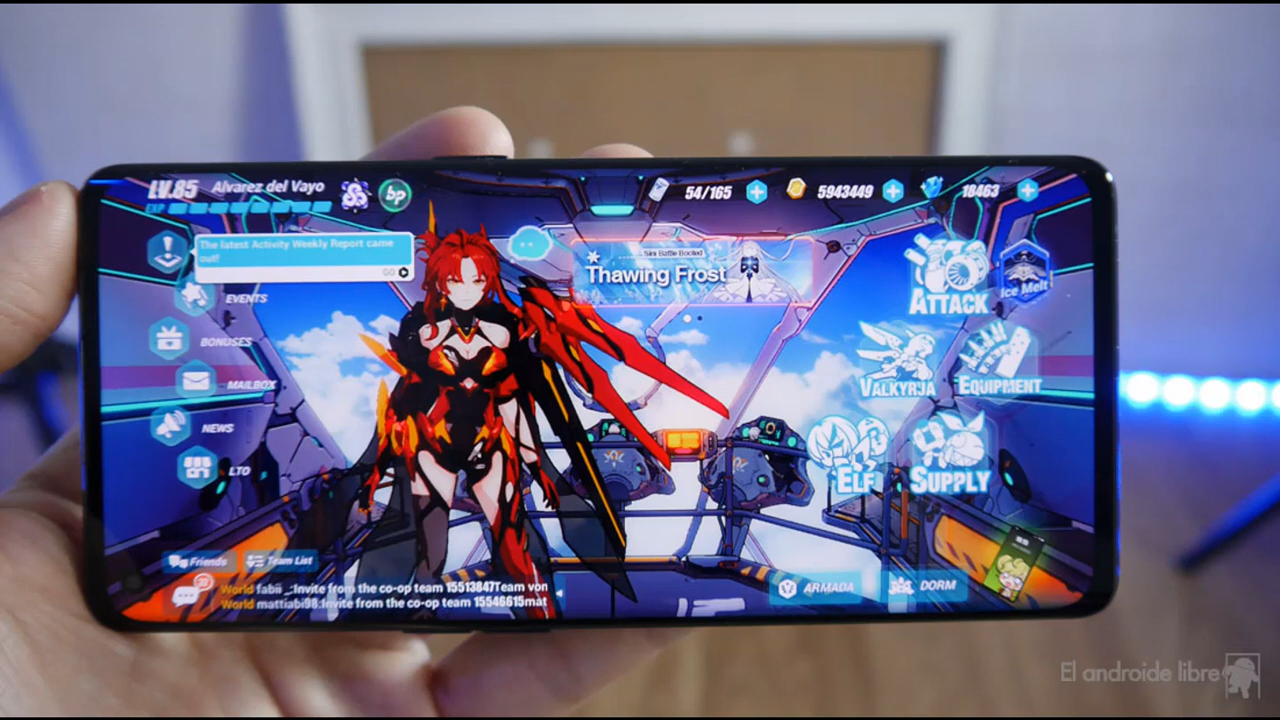 LV.85 Alvarez del Vayo
EXP
bp
54/165
5943449
18463
The latest Activity Weekly Report came
out!
GO
EVENTS
BONUSES
MAILBOX
NEWS
LTO
Thawing Frost
ATTACK
Ice Melt
VALKYRJA
EQUIPMENT
ELF
SUPPLY
Friends
Team List
World fabii _:Invite from the co-op team 15513847Team von
World mattiabi98:Invite from the co-op team 15546615mat
ARMADA
DORM
El androide libre